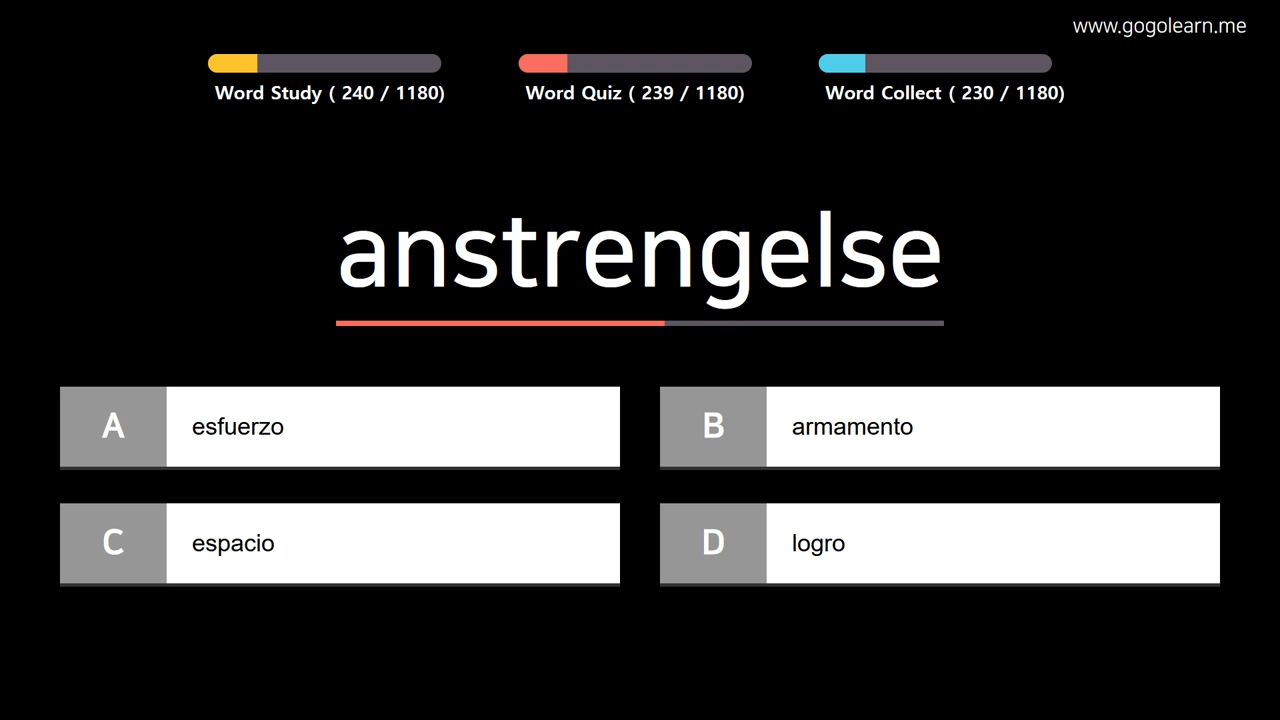 www.gogolearn.me
Word Study ( 240 / 1180)
Word Quiz ( 239 / 1180)
Word Collect ( 230 / 1180)
anstrengelse
A
esfuerzo
B
armamento
C
espacio
D
logro